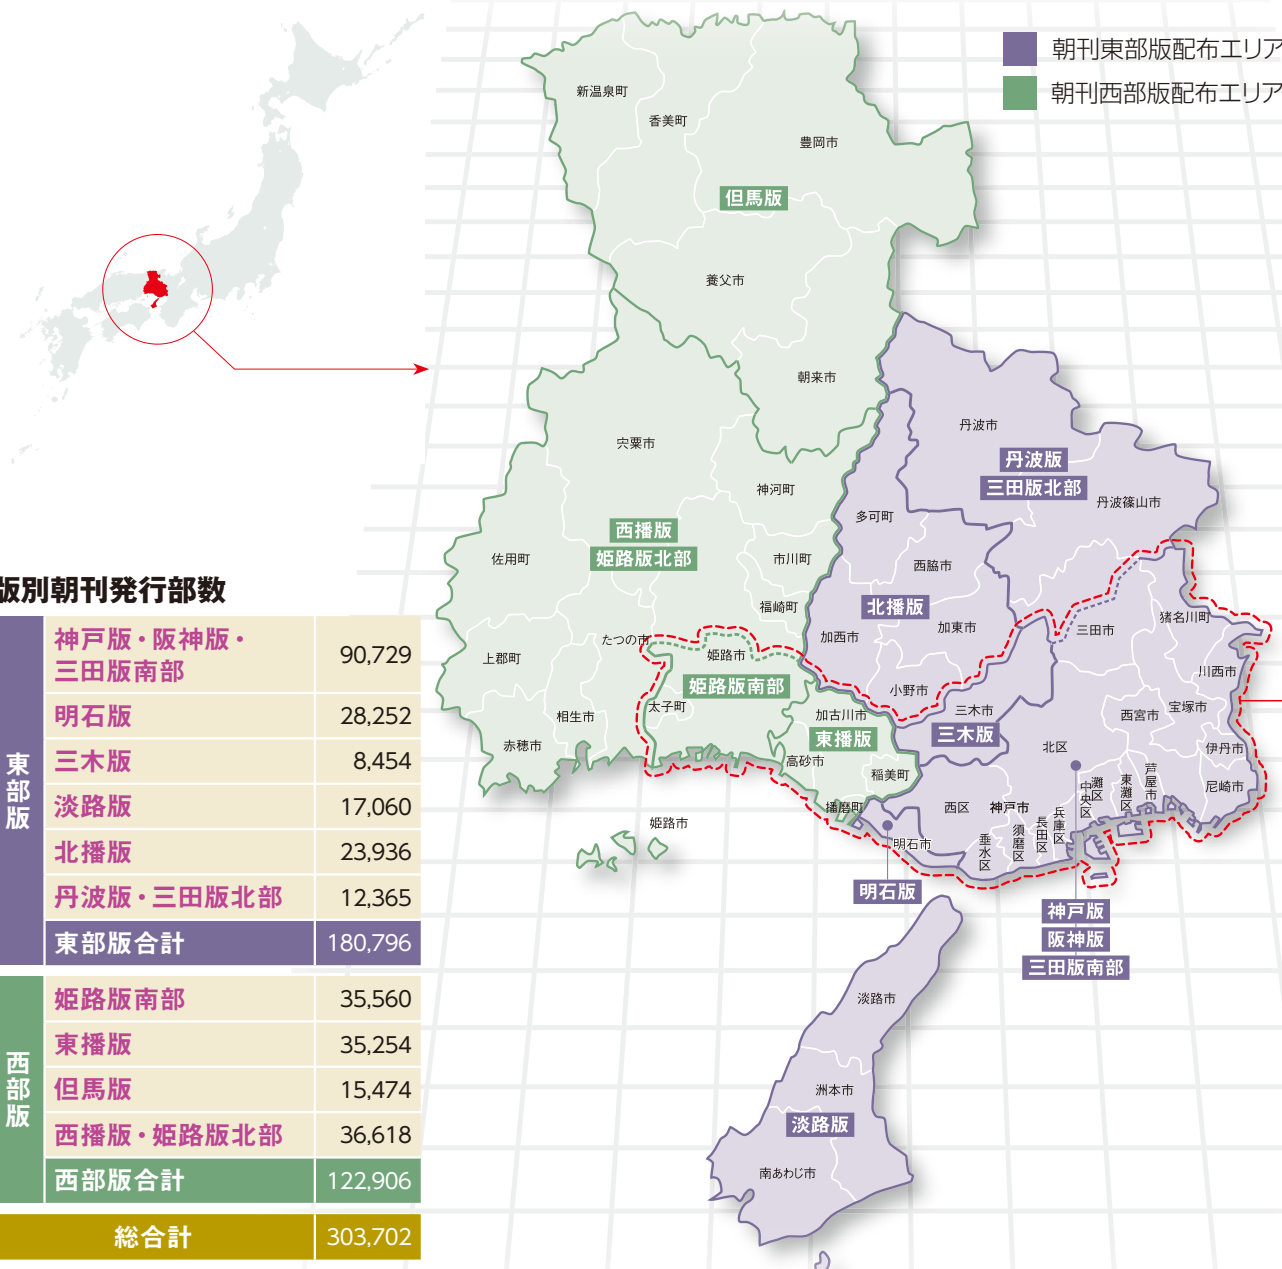 朝刊東部版配布エリア
朝刊西部版配布エリア
新温泉町
香美町
豊岡市
但馬版
養父市
朝来市
宍粟市
神河町
西播版
姫路版北部
佐用町
市川町
福崎町
たつの市
上郡町
姫路市
姫路版南部
太子町
相生市
赤穂市
加古川市
東播版
高砂市
稲美町
播磨町
姫路市
丹波市
丹波版
三田版北部
丹波篠山市
多可町
西脇市
北播版
加西市
加東市
小野市
三木市
三木版
三田市
猪名川町
川西市
宝塚市
西宮市
伊丹市
尼崎市
芦屋市
東灘区
灘区
中央区
兵庫区
長田区
須磨区
垂水区
北区
西区
神戸市
明石市
明石版
神戸版
阪神版
三田版南部
淡路市
洲本市
淡路版
南あわじ市
版別朝刊発行部数
東部版
神戸版・阪神版・
三田版南部 90,729
明石版 28,252
三木版 8,454
淡路版 17,060
北播版 23,936
丹波版・三田版北部 12,365
東部版合計 180,796
西部版
姫路版南部 35,560
東播版 35,254
但馬版 15,474
西播版・姫路版北部 36,618
西部版合計 122,906
総合計 303,702